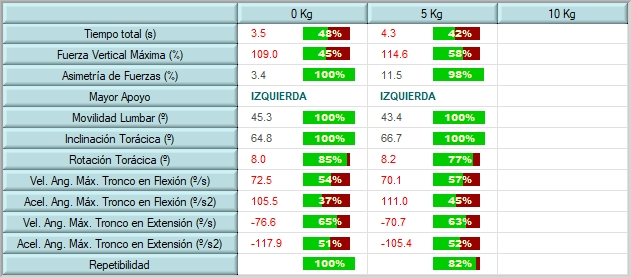 0 Kg 5 Kg 10 Kg
Tiempo total (s) 3.5 48% 4.3 42%
Fuerza Vertical Máxima (%) 109.0 45% 114.6 58%
Asimetría de Fuerzas (%) 3.4 100% 11.5 98%
Mayor Apoyo IZQUIERDA IZQUIERDA
Movilidad Lumbar (º) 45.3 100% 43.4 100%
Inclinación Torácica (º) 64.8 100% 66.7 100%
Rotación Torácica (º) 8.0 85% 8.2 77%
Vel. Ang. Máx. Tronco en Flexión (º/s) 72.5 54% 70.1 57%
Acel. Ang. Máx. Tronco en Flexión (º/s2) 105.5 37% 111.0 45%
Vel. Ang. Máx. Tronco en Extensión (º/s) -76.6 65% -70.7 63%
Acel. Ang. Máx. Tronco en Extensión (º/s2) -117.9 51% -105.4 52%
Repetibilidad 100% 82%